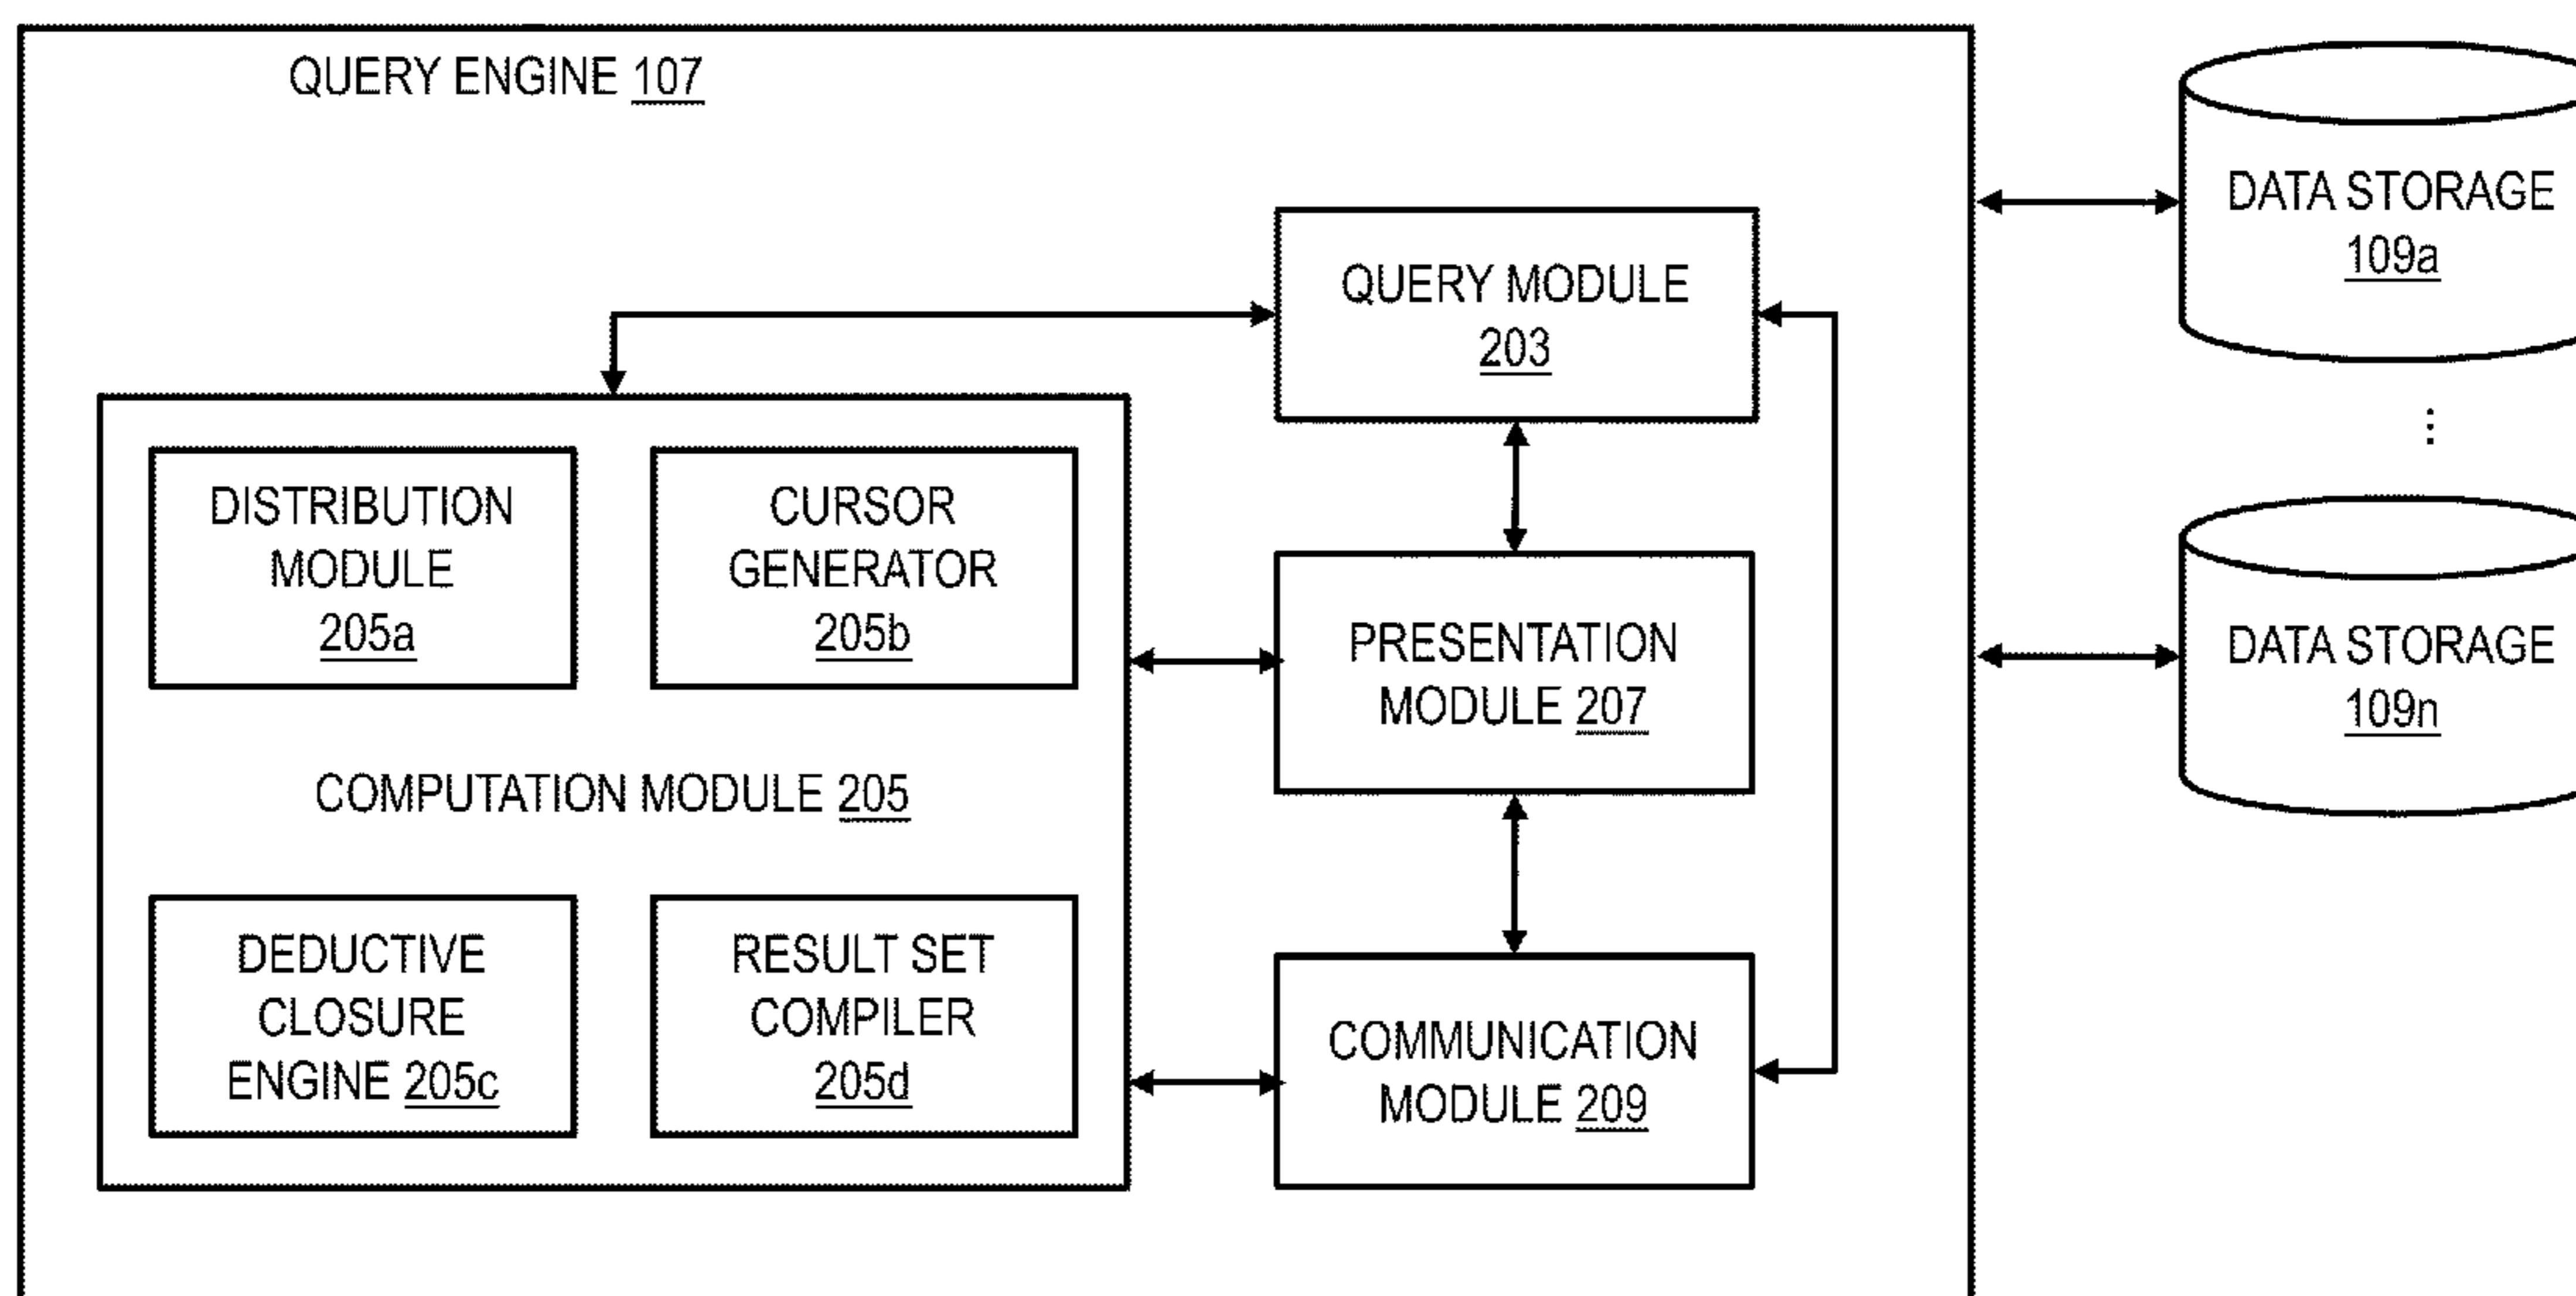 QUERY ENGINE 107
DATA STORAGE
109a
QUERY MODULE
203
DISTRIBUTION
MODULE
205a
CURSOR
GENERATOR
205b
PRESENTATION
MODULE 207
DATA STORAGE
109n
COMPUTATION MODULE 205
DEDUCTIVE
CLOSURE
ENGINE 205c
RESULT SET
COMPILER
205d
COMMUNICATION
MODULE 209